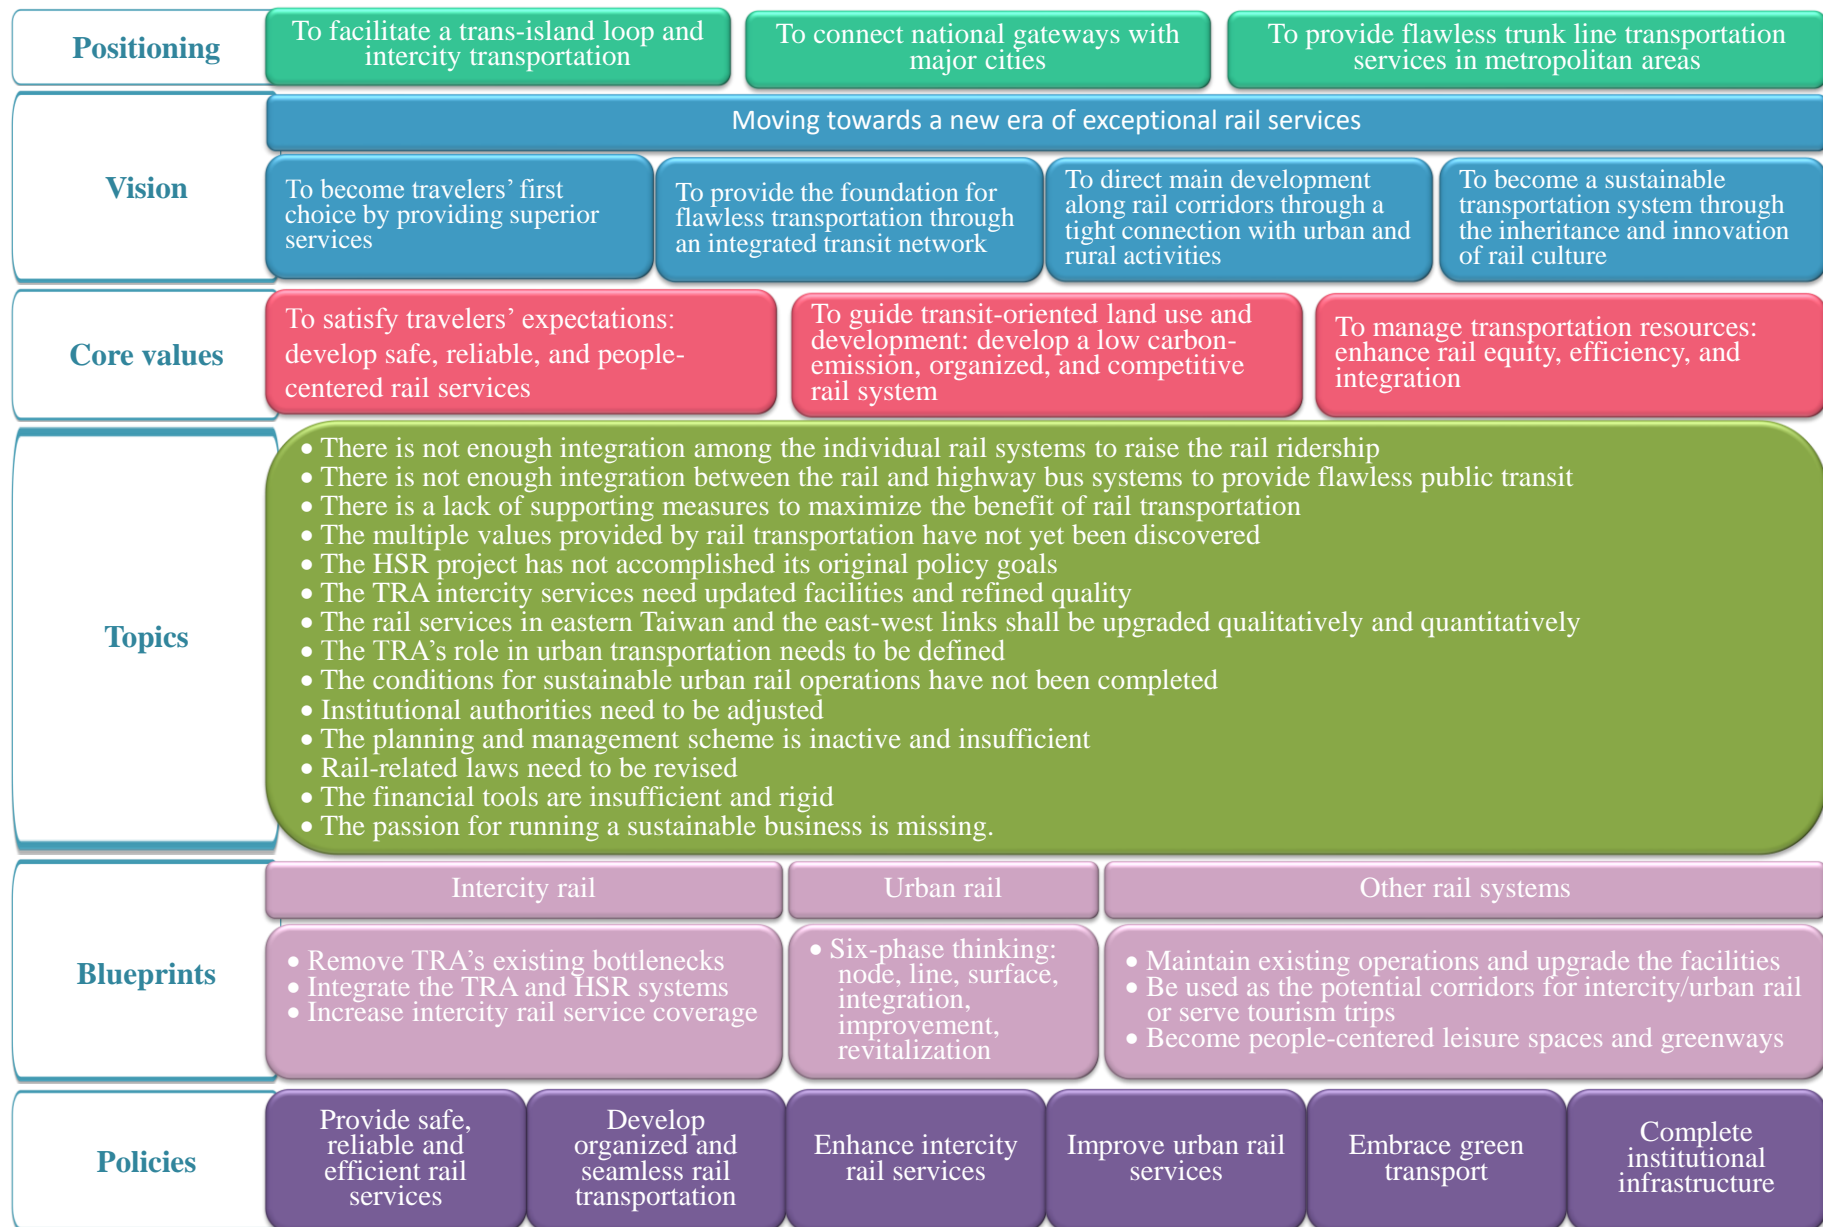 Positioning
To facilitate a trans-island loop and
intercity transportation
To connect national gateways with
major cities
To provide flawless trunk line transportation
services in metropolitan areas
Vision
Moving towards a new era of exceptional rail services
To become travelers’ first
choice by providing superior
services
To provide the foundation for
flawless transportation through
an integrated transit network
To direct main development
along rail corridors through a
tight connection with urban and
rural activities
To become a sustainable
transportation system through
the inheritance and innovation
of rail culture
Core values
To satisfy travelers’ expectations:
develop safe, reliable, and people-
centered rail services
To guide transit-oriented land use and
development: develop a low carbon-
emission, organized, and competitive
rail system
To manage transportation resources:
enhance rail equity, efficiency, and
integration
Topics
• There is not enough integration among the individual rail systems to raise the rail ridership
• There is not enough integration between the rail and highway bus systems to provide flawless public transit
• There is a lack of supporting measures to maximize the benefit of rail transportation
• The multiple values provided by rail transportation have not yet been discovered
• The HSR project has not accomplished its original policy goals
• The TRA intercity services need updated facilities and refined quality
• The rail services in eastern Taiwan and the east-west links shall be upgraded qualitatively and quantitatively
• The TRA’s role in urban transportation needs to be defined
• The conditions for sustainable urban rail operations have not been completed
• Institutional authorities need to be adjusted
• The planning and management scheme is inactive and insufficient
• Rail-related laws need to be revised
• The financial tools are insufficient and rigid
• The passion for running a sustainable business is missing.
Blueprints
Intercity rail
• Remove TRA’s existing bottlenecks
• Integrate the TRA and HSR systems
• Increase intercity rail service coverage
Urban rail
• Six-phase thinking:
node, line, surface,
integration,
improvement,
revitalization
Other rail systems
• Maintain existing operations and upgrade the facilities
• Be used as the potential corridors for intercity/urban rail
or serve tourism trips
• Become people-centered leisure spaces and greenways
Policies
Provide safe,
reliable and
efficient rail
services
Develop
organized and
seamless rail
transportation
Enhance intercity
rail services
Improve urban rail
services
Embrace green
transport
Complete
institutional
infrastructure